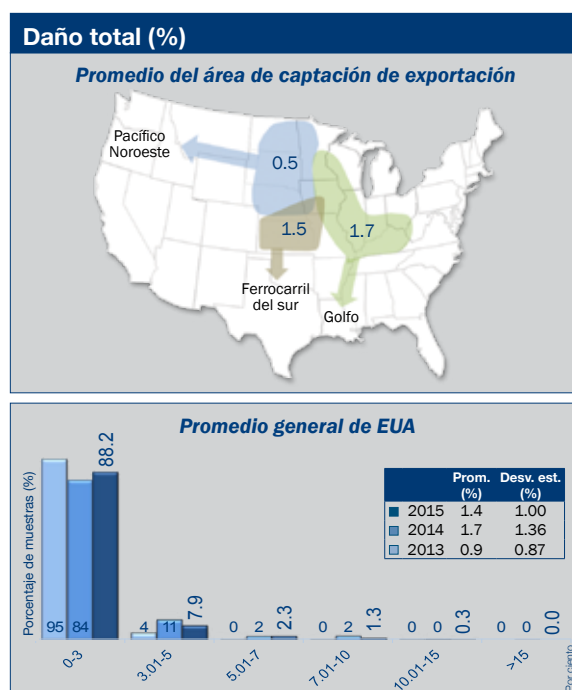 Daño total (%)
Promedio del área de captación de exportación
Pacífico
Noroeste
0.5
1.5
1.7
Ferrocarril
del sur
Golfo
Promedio general de EUA
Porcentaje de muestras (%)
88.2
7.9
2.3
1.3
0.3
0.0
95 84
4 11
0 2
0 2
0 0
0 0
Prom. Desv. est.
(%) (%)
2015 1.4 1.00
2014 1.7 1.36
2013 0.9 0.87
0-3
3.01-5
5.01-7
7.01-10
10.01-15
>15
Por ciento